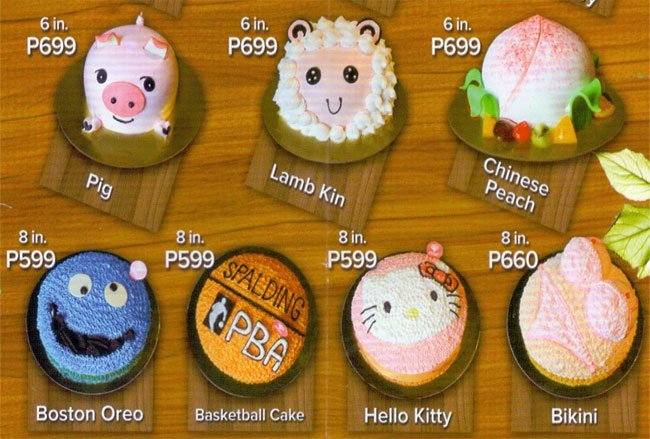 6 in.
P699
Pig
6 in.
P699
Lamb Kin
6 in.
P699
Chinese
Peach
8 in.
P599
Boston Oreo
8 in.
P599
SPALDING
PBA
Basketball Cake
8 in.
P599
Hello Kitty
8 in.
P660
Bikini